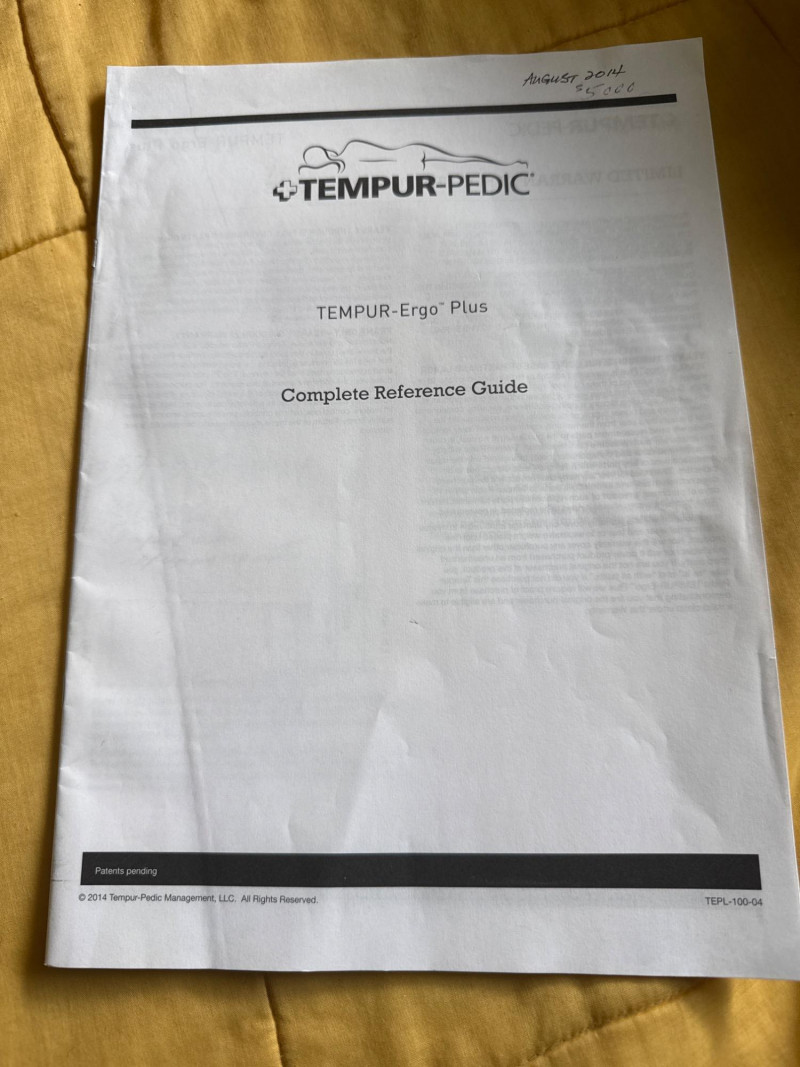 AUGUST 2014
$5000
TEMPUR-PEDIC®
TEMPUR-Ergo™ Plus
Complete Reference Guide
Patents pending
© 2014 Tempur-Pedic Management, LLC. All Rights Reserved.
TEPL-100-04